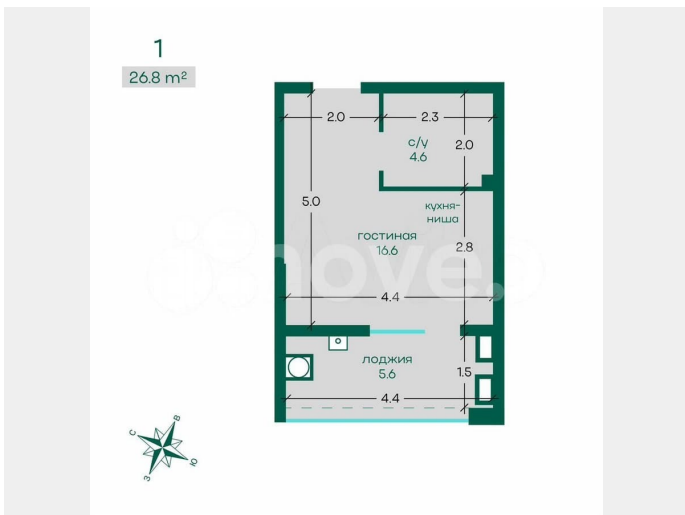 1
26.8 m²
2.0
2.3
с/у
4.6
2.0
5.0
кухня-
ниша
гостиная
16.6
2.8
move.
4.4
лоджия
5.6
1.5
4.4
С
В
З
Ю